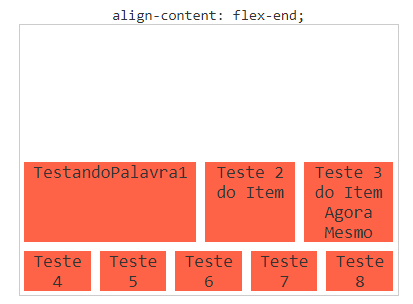 align-content: flex-end;
TestandoPalavra1
Teste 2
do Item
Teste 3
do Item
Agora
Mesmo
Teste
4
Teste
5
Teste
6
Teste
7
Teste
8